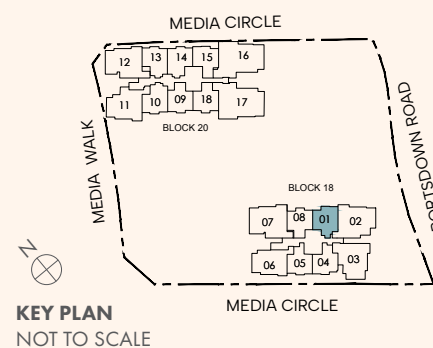 MEDIA CIRCLE
12 13 14 15 16
11 10 09 18 17
BLOCK 20
MEDIA WALK
PORTSDOWN ROAD
BLOCK 18
07 08 01 02
06 05 04 03
N
MEDIA CIRCLE
KEY PLAN
NOT TO SCALE